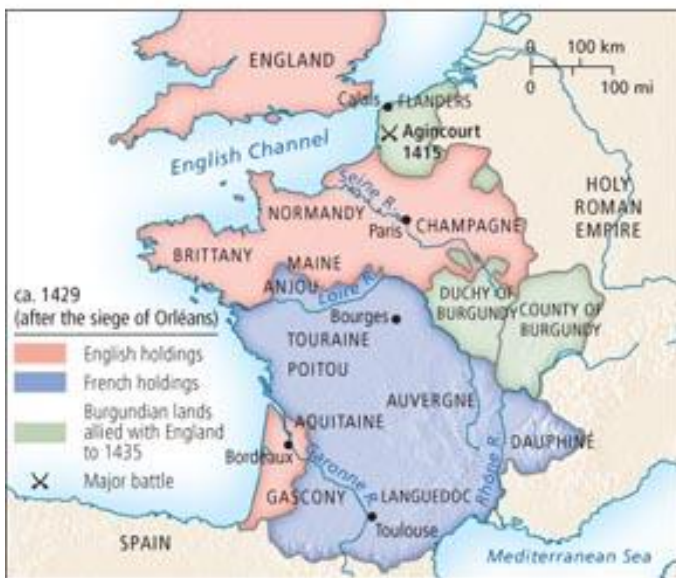 ENGLAND
0 100 km
0 100 mi
Calais
FLANDERS
Agincourt
1415
English Channel
Seine R.
HOLY
ROMAN
EMPIRE
NORMANDY
Paris
CHAMPAGNE
BRITTANY
MAINE
ANJOU
Loire R.
DUCHY OF
BURGUNDY
COUNTY OF
BURGUNDY
ca. 1429
(after the siege of Orléans)
English holdings
French holdings
Burgundian lands
allied with England
to 1435
Major battle
Bourges
TOURAINE
POITOU
AUVERGNE
AQUITAINE
DAUPHINÉ
Bordeaux
Garonne R.
Rhône R.
GASCONY
LANGUEDOC
Toulouse
SPAIN
Mediterranean Sea